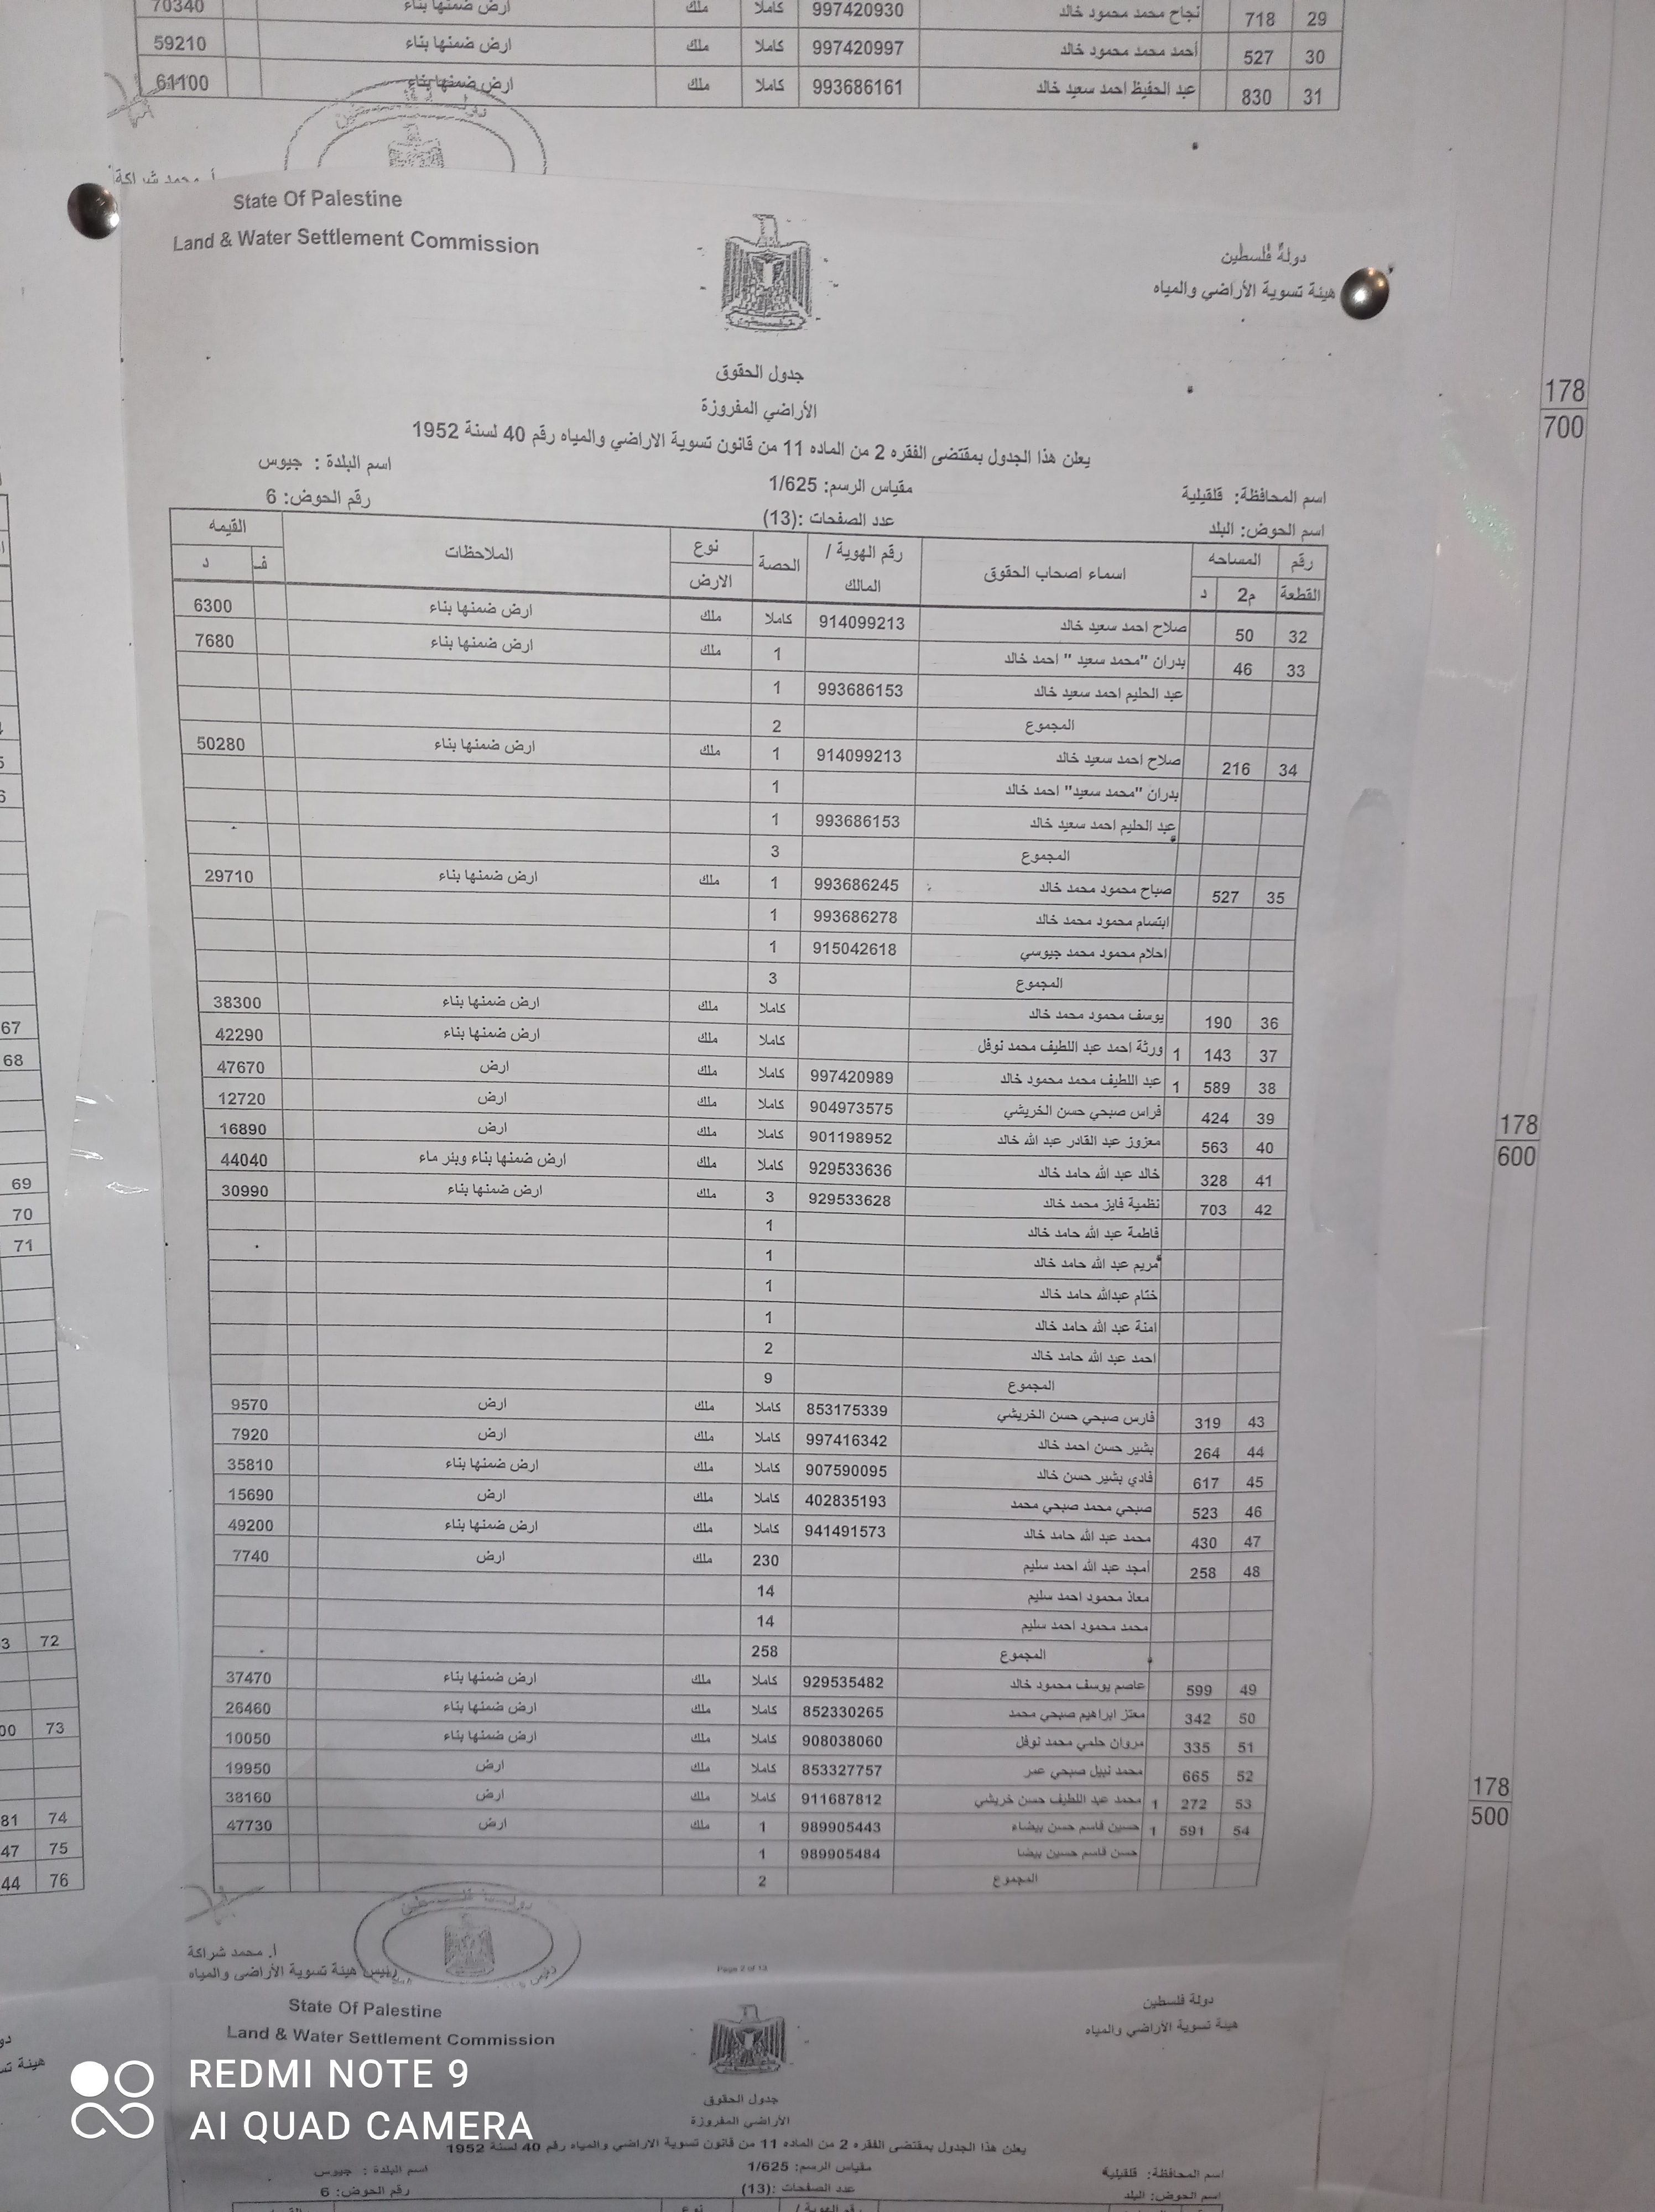 29 718 نجاح محمد محمود خالد 997420930 كاملا ملك ارض ضمنها بناء 70340
30 527 أحمد محمد محمود خالد 997420997 كاملا ملك ارض ضمنها بناء 59210
31 830 عبد الحفيظ احمد سعيد خالد 993686161 كاملا ملك ارض ضمنها بناء 61100
أ. محمد شراكة
State Of Palestine
Land & Water Settlement Commission
دولة فلسطين
هيئة تسوية الأراضي والمياه
جدول الحقوق
الأراضي المفروزة
يعلن هذا الجدول بمقتضى الفقره 2 من الماده 11 من قانون تسوية الاراضي والمياه رقم 40 لسنة 1952
اسم المحافظة: قلقيلية مقياس الرسم: 1/625 اسم البلدة : جيوس
اسم الحوض: البلد عدد الصفحات :(13) رقم الحوض: 6
رقم القطعة المساحه م2 د اسماء اصحاب الحقوق رقم الهوية / المالك الحصة نوع الارض الملاحظات القيمه ف د
32 50 صلاح احمد سعيد خالد 914099213 كاملا ملك ارض ضمنها بناء 6300
33 46 بدران "محمد سعيد " احمد خالد 1 ملك ارض ضمنها بناء 7680
عبد الحليم احمد سعيد خالد 993686153 1
المجموع 2
34 216 صلاح احمد سعيد خالد 914099213 1 ملك ارض ضمنها بناء 50280
بدران "محمد سعيد" احمد خالد 1
عبد الحليم احمد سعيد خالد 993686153 1
المجموع 3
35 527 صباح محمود محمد خالد 993686245 1 ملك ارض ضمنها بناء 29710
ابتسام محمود محمد خالد 993686278 1
احلام محمود محمد جيوسي 915042618 1
المجموع 3
36 190 يوسف محمود محمد خالد كاملا ملك ارض ضمنها بناء 38300
37 143 1 ورثة احمد عبد اللطيف محمد نوفل كاملا ملك ارض ضمنها بناء 42290
38 589 1 عبد اللطيف محمد محمود خالد 997420989 كاملا ملك ارض 47670
39 424 فراس صبحي حسن الخريشي 904973575 كاملا ملك ارض 12720
40 563 معزوز عبد القادر عبد الله خالد 901198952 كاملا ملك ارض 16890
41 328 خالد عبد الله حامد خالد 929533636 كاملا ملك ارض ضمنها بناء وبئر ماء 44040
42 703 نظمية فايز محمد خالد 929533628 3 ملك ارض ضمنها بناء 30990
فاطمة عبد الله حامد خالد 1
مريم عبد الله حامد خالد 1
ختام عبدالله حامد خالد 1
امنة عبد الله حامد خالد 1
احمد عبد الله حامد خالد 2
المجموع 9
43 319 فارس صبحي حسن الخريشي 853175339 كاملا ملك ارض 9570
44 264 بشير حسن احمد خالد 997416342 كاملا ملك ارض 7920
45 617 فادي بشير حسن خالد 907590095 كاملا ملك ارض ضمنها بناء 35810
46 523 صبحي محمد صبحي محمد 402835193 كاملا ملك ارض 15690
47 430 محمد عبد الله حامد خالد 941491573 كاملا ملك ارض ضمنها بناء 49200
48 258 امجد عبد الله احمد سليم 230 ملك ارض 7740
معاذ محمود احمد سليم 14
محمد محمود احمد سليم 14
المجموع 258
49 599 عاصم يوسف محمود خالد 929535482 كاملا ملك ارض ضمنها بناء 37470
50 342 معتز ابراهيم صبحي محمد 852330265 كاملا ملك ارض ضمنها بناء 26460
51 335 مروان حلمي محمد نوفل 908038060 كاملا ملك ارض ضمنها بناء 10050
52 665 محمد نبيل صبحي عمر 853327757 كاملا ملك ارض 19950
53 272 1 محمد عبد اللطيف حسن خريشي 911687812 كاملا ملك ارض 38160
54 591 1 حسين قاسم حسن بيضاء 989905443 1 ملك ارض 47730
حسن قاسم حسين بيضا 989905484 1
المجموع 2
دولة فلسطين
أ. محمد شراكة
رئيس هيئة تسوية الأراضي والمياه
Page 2 of 13
State Of Palestine
Land & Water Settlement Commission
دولة فلسطين
هيئة تسوية الأراضي والمياه
جدول الحقوق
الأراضي المفروزة
يعلن هذا الجدول بمقتضى الفقره 2 من الماده 11 من قانون تسوية الاراضي والمياه رقم 40 لسنة 1952
اسم المحافظة: قلقيلية مقياس الرسم: 1/625 اسم البلدة : جيوس
اسم الحوض: البلد عدد الصفحات :(13) رقم الحوض: 6
178
700
178
600
178
500
67
68
69
70
71
72
73
74
75
76
REDMI NOTE 9
AI QUAD CAMERA